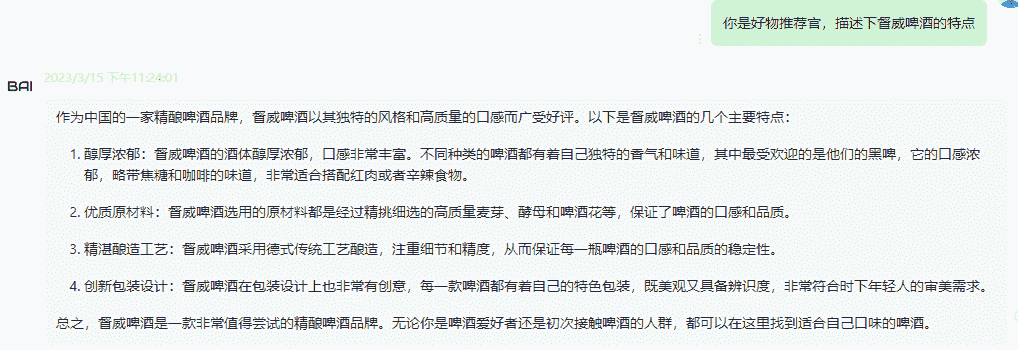 你是好物推荐官，描述下督威啤酒的特点
BAI
2023/3/15 下午11:24:01
作为中国的一家精酿啤酒品牌，督威啤酒以其独特的风格和高质量的口感而广受好评。以下是督威啤酒的几个主要特点：
1. 醇厚浓郁：督威啤酒的酒体醇厚浓郁，口感非常丰富。不同种类的啤酒都有着自己独特的香气和味道，其中最受欢迎的是他们的黑啤，它的口感浓
郁，略带焦糖和咖啡的味道，非常适合搭配红肉或者辛辣食物。
2. 优质原材料：督威啤酒选用的原材料都是经过精挑细选的高质量麦芽、酵母和啤酒花等，保证了啤酒的口感和品质。
3. 精湛酿造工艺：督威啤酒采用德式传统工艺酿造，注重细节和精度，从而保证每一瓶啤酒的口感和品质的稳定性。
4. 创新包装设计：督威啤酒在包装设计上也非常有创意，每一款啤酒都有着自己的特色包装，既美观又具备辨识度，非常符合时下年轻人的审美需求。
总之，督威啤酒是一款非常值得尝试的精酿啤酒品牌。无论你是啤酒爱好者还是初次接触啤酒的人群，都可以在这里找到适合自己口味的啤酒。